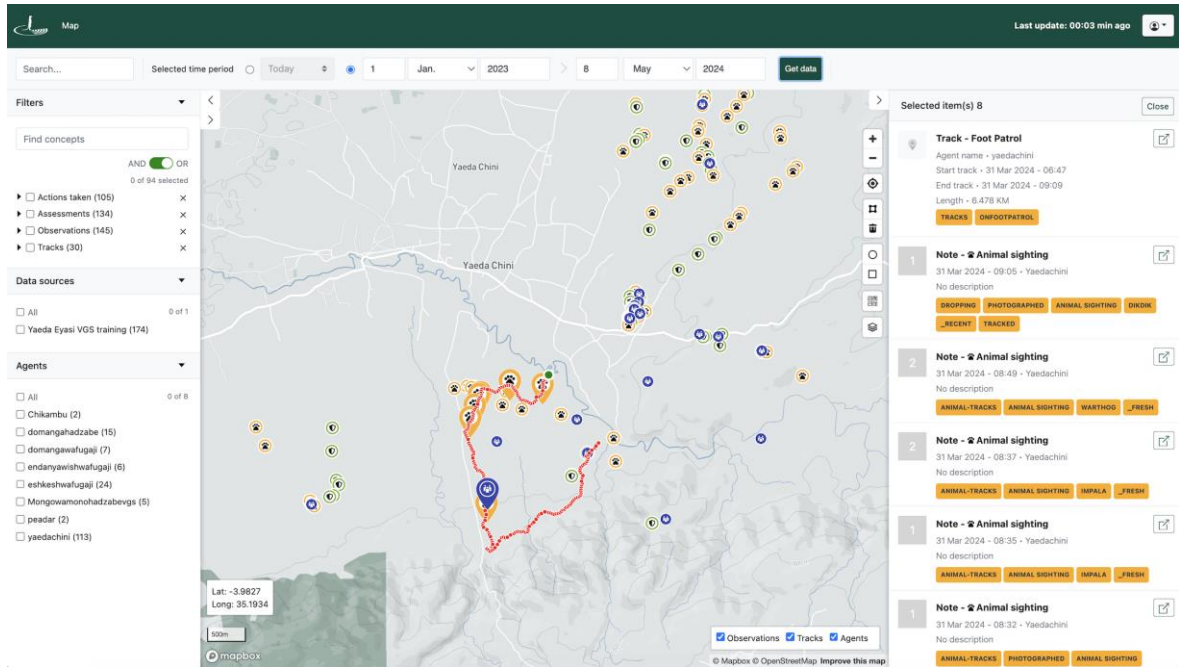 Map
Last update: 00:03 min ago
Search...
Selected time period
Today
1
Jan.
2023
8
May
2024
Get data
Filters
Find concepts
AND OR
0 of 94 selected
Actions taken (105)
Assessments (134)
Observations (145)
Tracks (30)
Data sources
All 0 of 1
Yaeda Eyasi VGS training (174)
Agents
All 0 of 8
Chikambu (2)
domangahadzabe (15)
domangawafugaji (7)
endanyawishwafugaji (6)
eshkeshwafugaji (24)
Mongowamonohadzabevgs (5)
peadar (2)
yaedachini (113)
Yaeda Chini
Yaeda Chini
Lat: -3.9827
Long: 35.1934
500m
mapbox
Observations Tracks Agents
© Mapbox © OpenStreetMap Improve this map
Selected item(s) 8
Close
Track - Foot Patrol
Agent name • yaedachini
Start track • 31 Mar 2024 - 06:47
End track • 31 Mar 2024 - 09:09
Length • 6.478 KM
TRACKS ONFOOTPATROL
1
Note - Animal sighting
31 Mar 2024 - 09:05 - Yaedachini
No description
DROPPING PHOTOGRAPHED ANIMAL SIGHTING DIKDIK
_RECENT TRACKED
2
Note - Animal sighting
31 Mar 2024 - 08:49 - Yaedachini
No description
ANIMAL-TRACKS ANIMAL SIGHTING WARTHOG _FRESH
2
Note - Animal sighting
31 Mar 2024 - 08:37 - Yaedachini
No description
ANIMAL-TRACKS ANIMAL SIGHTING IMPALA _FRESH
1
Note - Animal sighting
31 Mar 2024 - 08:35 - Yaedachini
No description
ANIMAL-TRACKS ANIMAL SIGHTING IMPALA _FRESH
1
Note - Animal sighting
31 Mar 2024 - 08:32 - Yaedachini
No description
ANIMAL-TRACKS PHOTOGRAPHED ANIMAL SIGHTING